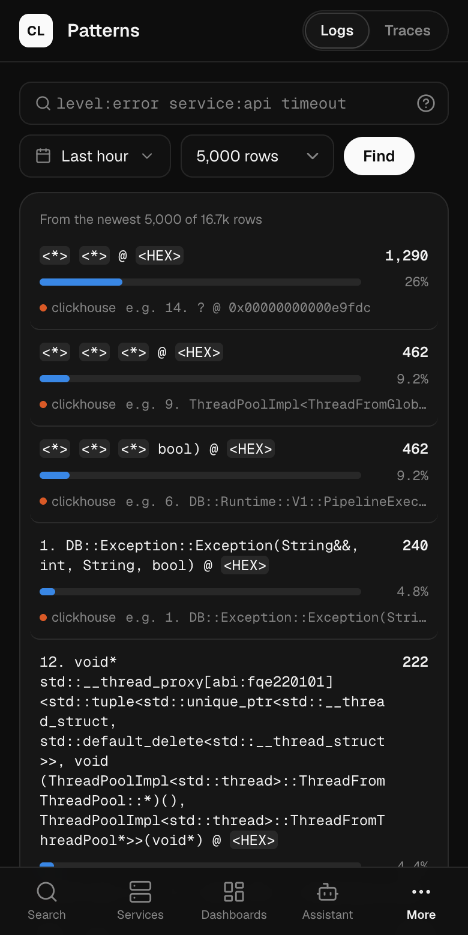 CL Patterns Logs Traces
level:error service:api timeout
Last hour 5,000 rows Find
From the newest 5,000 of 16.7k rows
<*> <*> @ <HEX> 1,290
26%
clickhouse e.g. 14. ? @ 0x00000000000e9fdc
<*> <*> <*> @ <HEX> 462
9.2%
clickhouse e.g. 9. ThreadPoolImpl<ThreadFromGlob…
<*> <*> <*> bool) @ <HEX> 462
9.2%
clickhouse e.g. 6. DB::Runtime::V1::PipelineExec…
1. DB::Exception::Exception(String&&, 240
int, String, bool) @ <HEX>
4.8%
clickhouse e.g. 1. DB::Exception::Exception(Stri…
12. void* 222
std::__thread_proxy[abi:fqe220101]
<std::tuple<std::unique_ptr<std::__threa
d_struct,
std::default_delete<std::__thread_struct
>>, void
(ThreadPoolImpl<std::thread>::ThreadFrom
ThreadPool::*)(),
ThreadPoolImpl<std::thread>::ThreadFromT
hreadPool*>>(void*) @ <HEX>
4.4%
Search Services Dashboards Assistant More